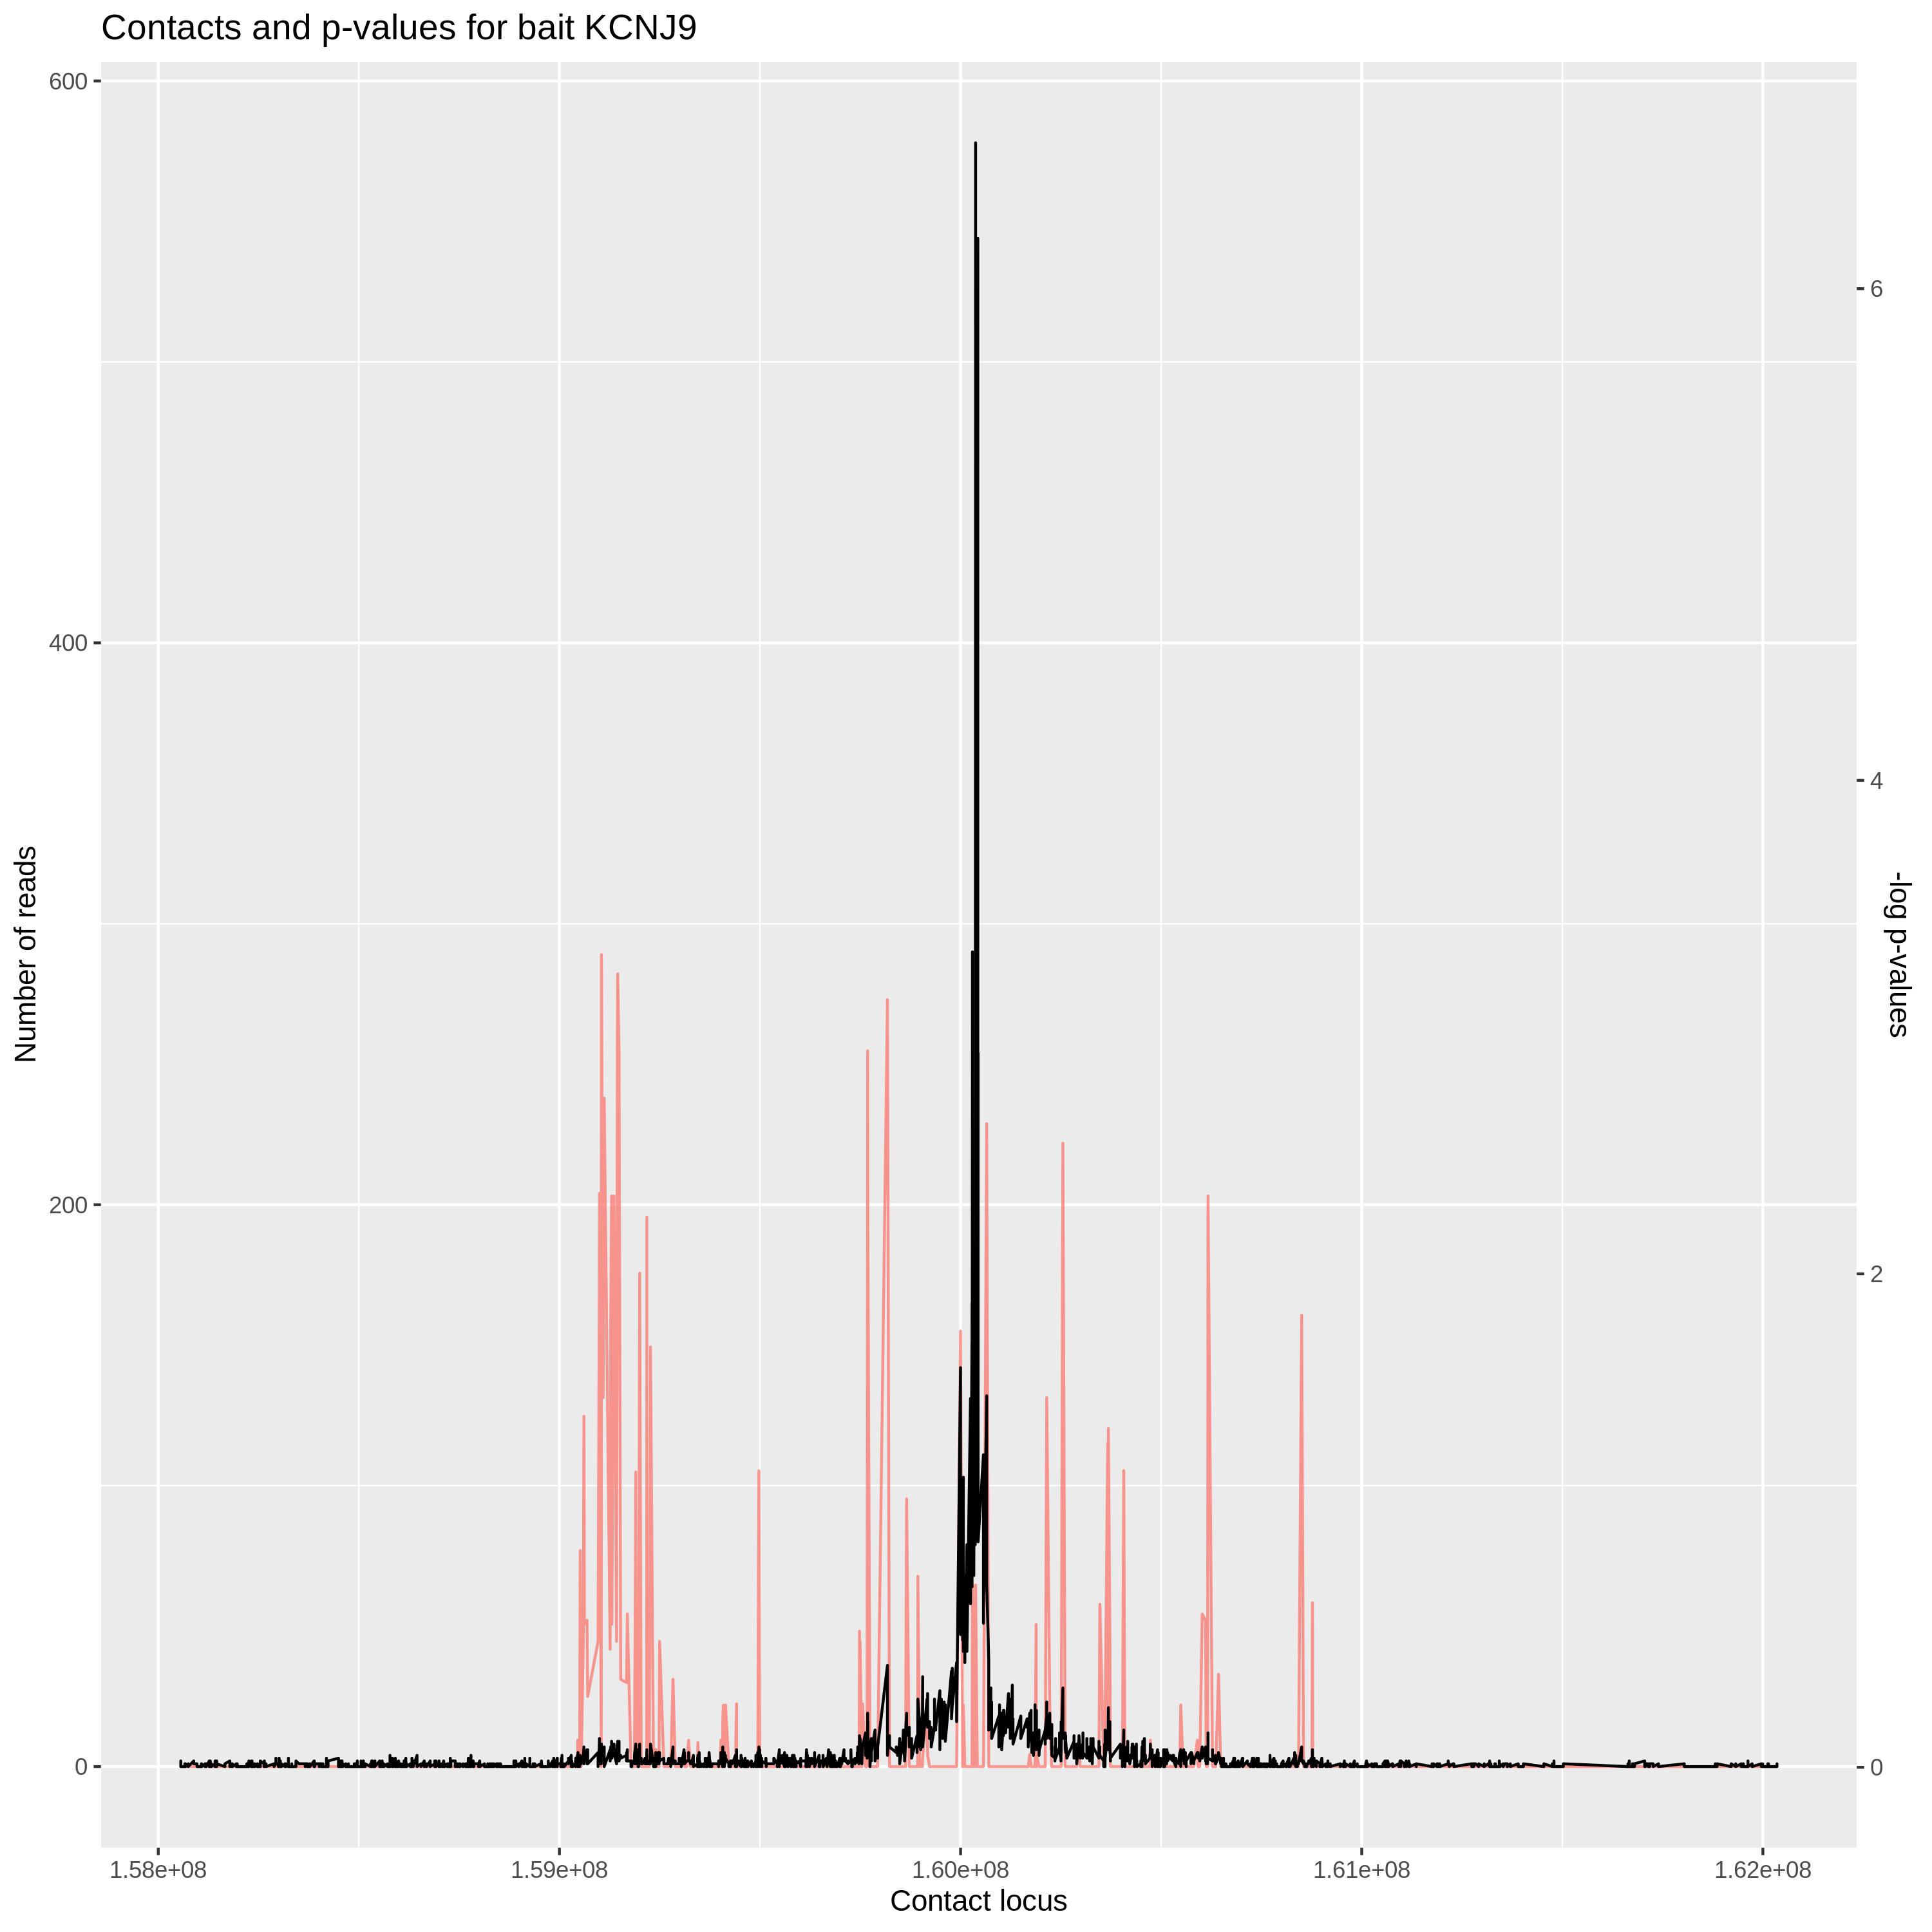 Contacts and p-values for bait KCNJ9
600
400
200
0
Number of reads
6
4
2
0
-log p-values
1.58e+08 1.59e+08 1.60e+08 1.61e+08 1.62e+08
Contact locus